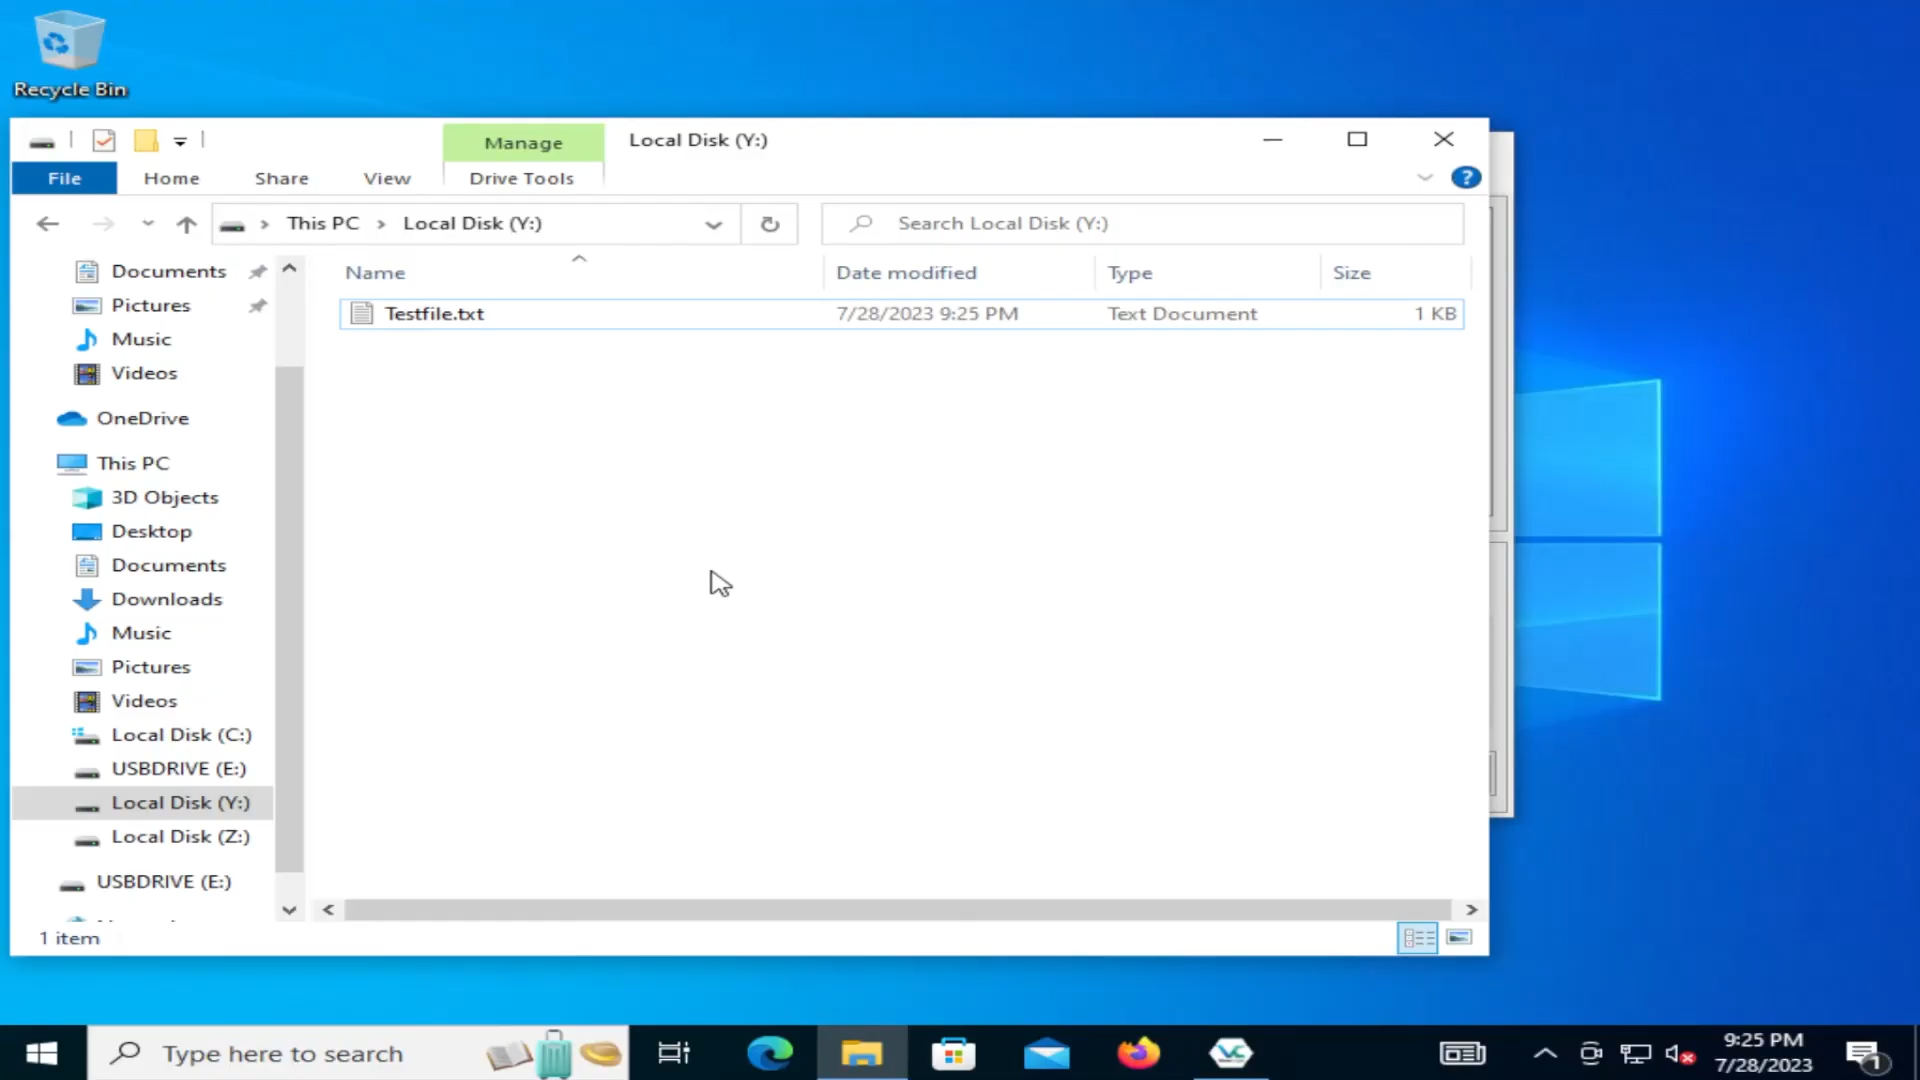 Recycle Bin
Manage
Local Disk (Y:)
File
Home
Share
View
Drive Tools
?
This PC
Local Disk (Y:)
Search Local Disk (Y:)
Name
Date modified
Type
Size
Testfile.txt
7/28/2023 9:25 PM
Text Document
1 KB
Documents
Pictures
Music
Videos
OneDrive
This PC
3D Objects
Desktop
Documents
Downloads
Music
Pictures
Videos
Local Disk (C:)
USBDRIVE (E:)
Local Disk (Y:)
Local Disk (Z:)
USBDRIVE (E:)
1 item
Type here to search
9:25 PM
7/28/2023
1